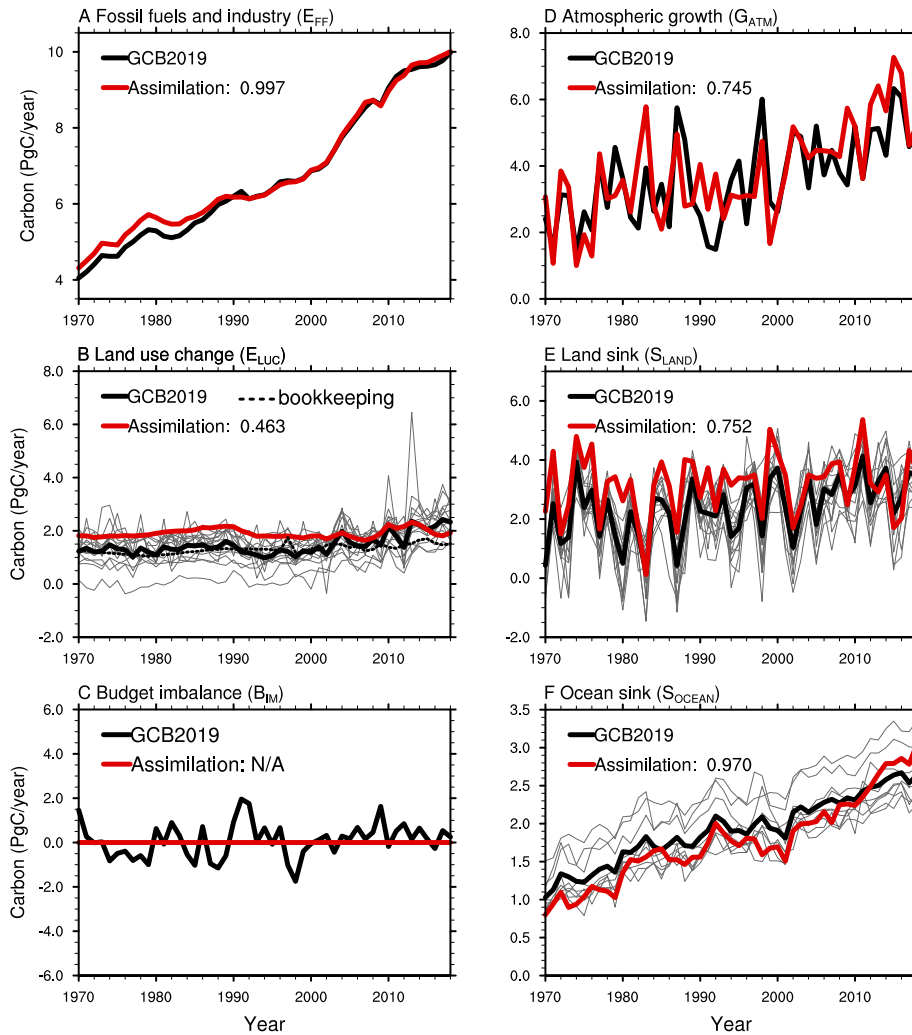 A Fossil fuels and industry (E_FF)
10
8
6
4
Carbon (PgC/year)
GCB2019
Assimilation: 0.997
1970 1980 1990 2000 2010
B Land use change (E_LUC)
8.0
6.0
4.0
2.0
0.0
-2.0
Carbon (PgC/year)
GCB2019 bookkeeping
Assimilation: 0.463
1970 1980 1990 2000 2010
C Budget imbalance (B_IM)
6.0
4.0
2.0
0.0
-2.0
-4.0
-6.0
Carbon (PgC/year)
GCB2019
Assimilation: N/A
1970 1980 1990 2000 2010
Year
D Atmospheric growth (G_ATM)
8.0
6.0
4.0
2.0
0.0
GCB2019
Assimilation: 0.745
1970 1980 1990 2000 2010
E Land sink (S_LAND)
6.0
4.0
2.0
0.0
-2.0
GCB2019
Assimilation: 0.752
1970 1980 1990 2000 2010
F Ocean sink (S_OCEAN)
3.5
3.0
2.5
2.0
1.5
1.0
0.5
0.0
GCB2019
Assimilation: 0.970
1970 1980 1990 2000 2010
Year